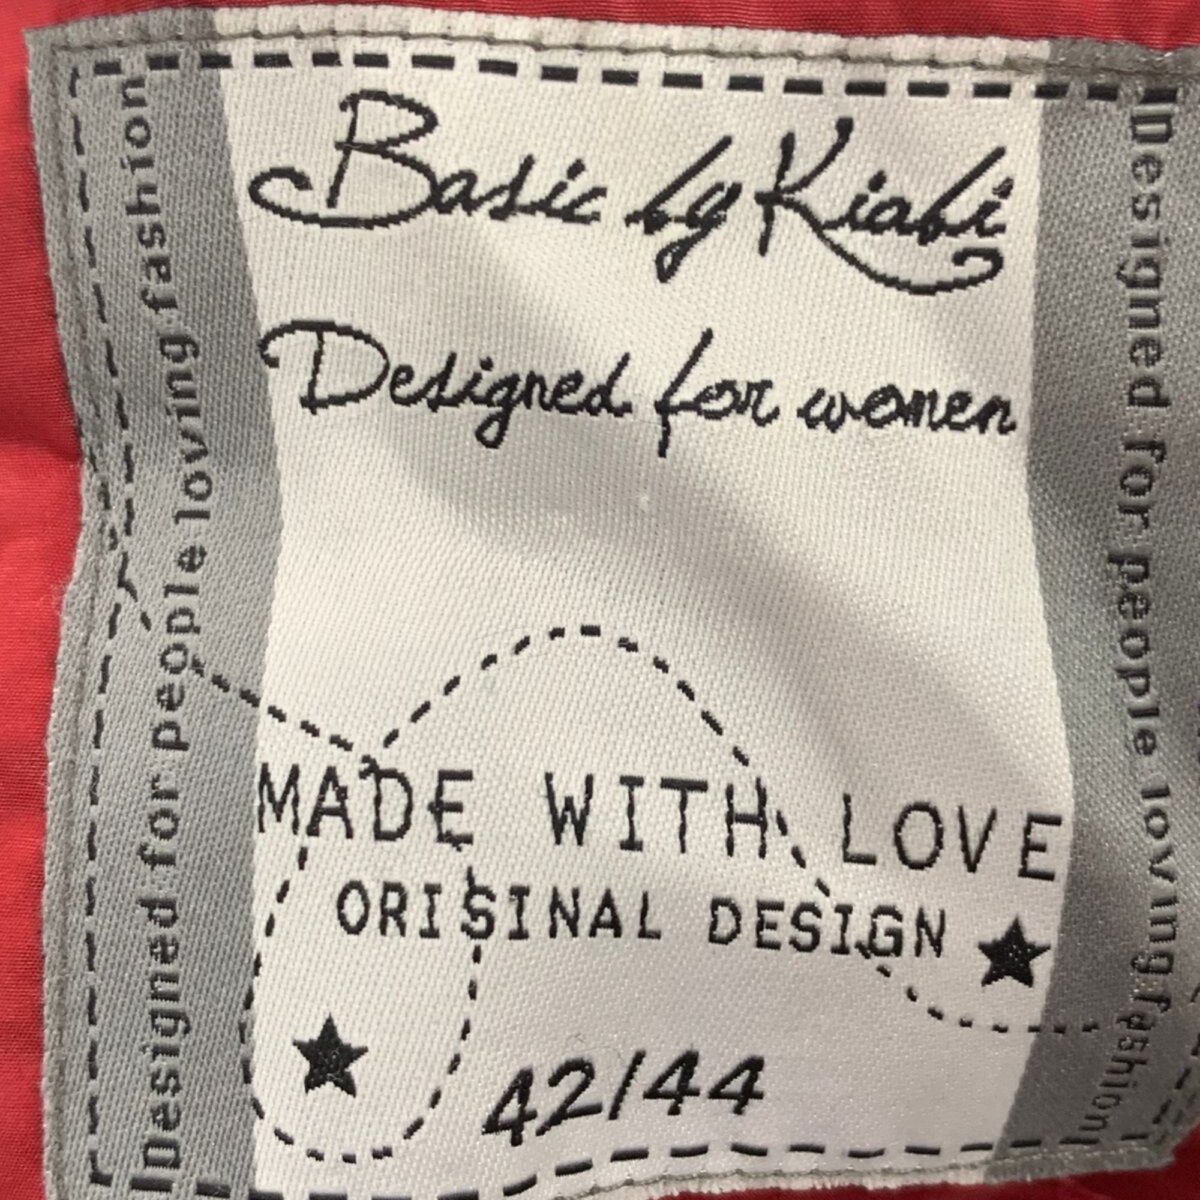 Basic by Kiabi
Designed for women
MADE WITH LOVE
ORIGINAL DESIGN
42/44
Designed for people loving fashion
Designed for people loving fashion